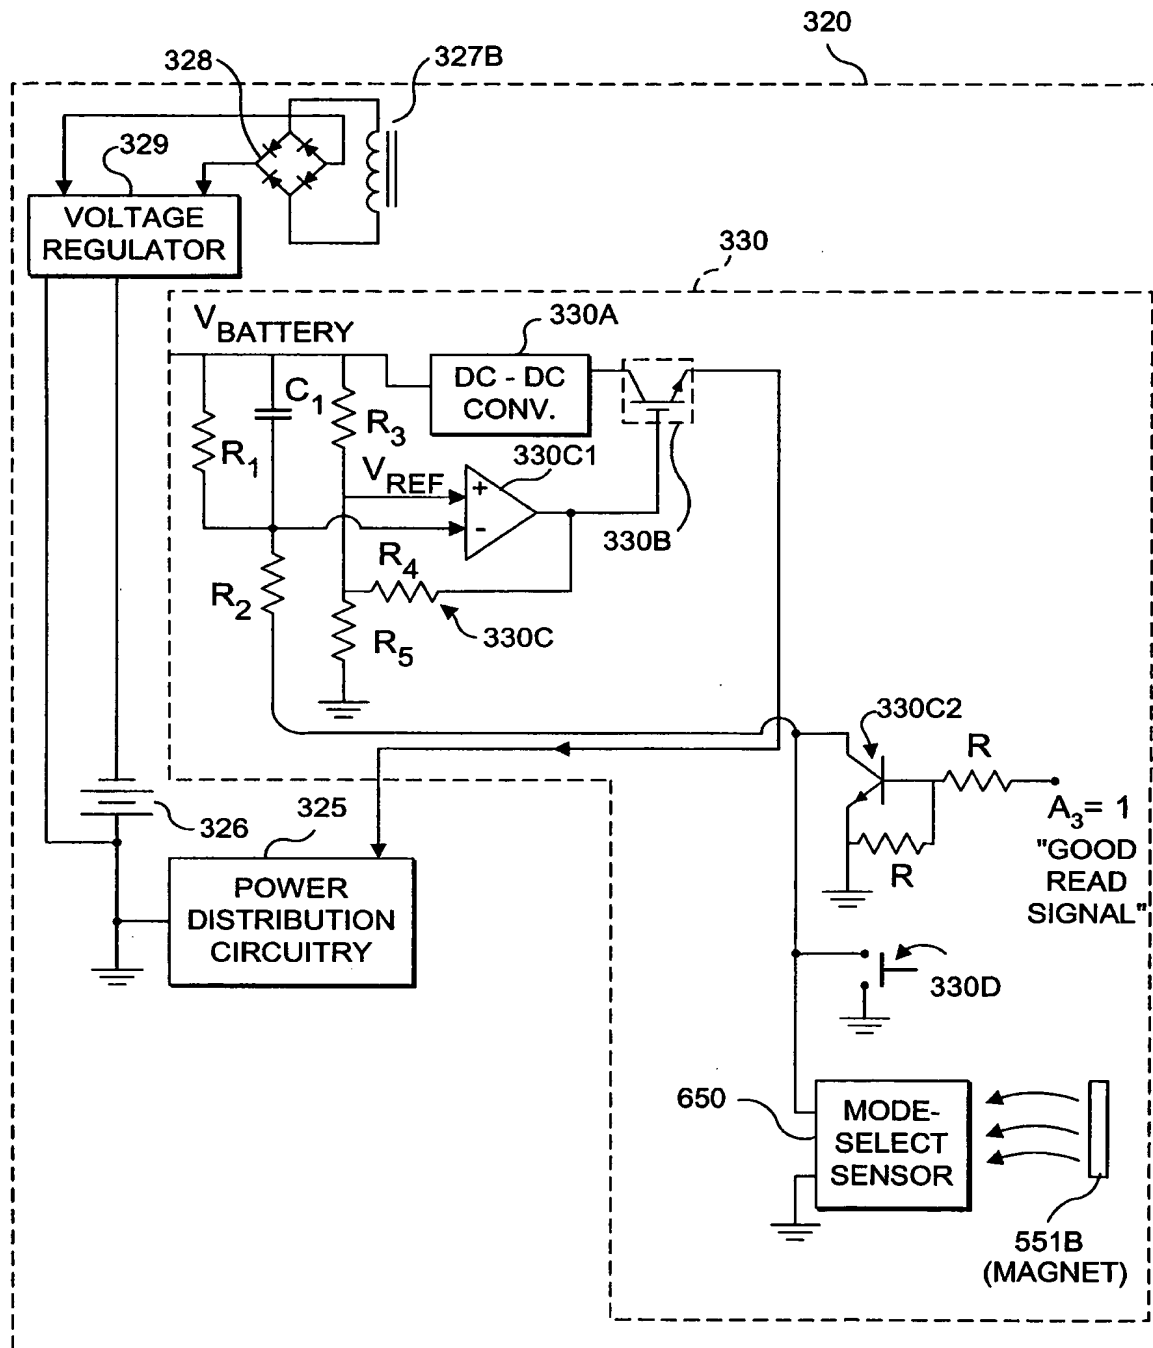 320
328
327B
329
VOLTAGE
REGULATOR
330
V BATTERY
330A
DC - DC
CONV.
C1
R3
R1
330C1
VREF
+
-
330B
R4
R2
330C
R5
330C2
R
A3= 1
"GOOD
READ
SIGNAL"
R
326
325
POWER
DISTRIBUTION
CIRCUITRY
330D
650
MODE-
SELECT
SENSOR
551B
(MAGNET)